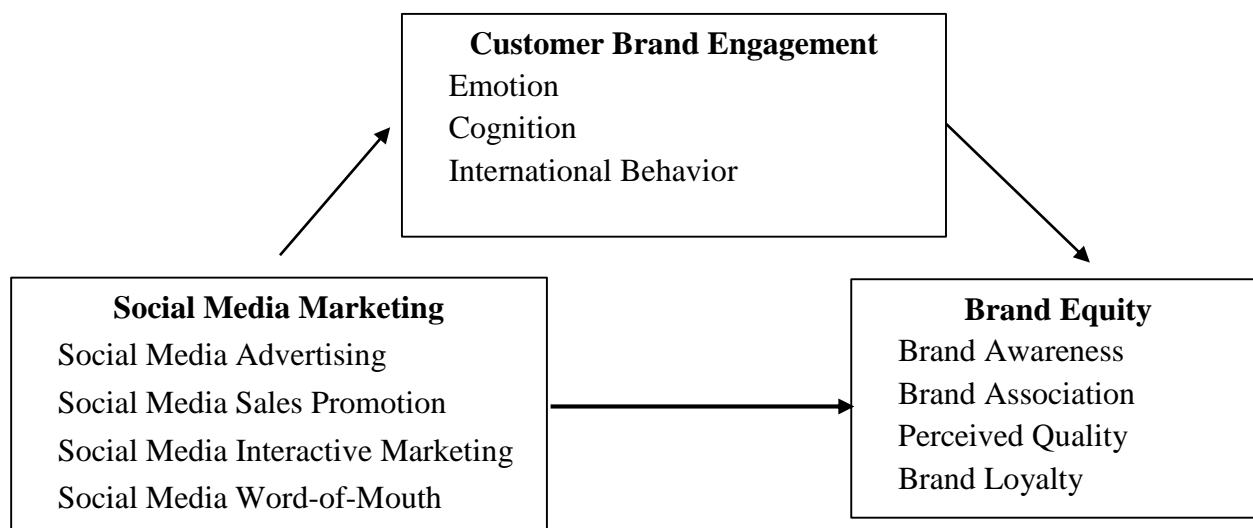 Customer Brand Engagement
Emotion
Cognition
International Behavior
Social Media Marketing
Social Media Advertising
Social Media Sales Promotion
Social Media Interactive Marketing
Social Media Word-of-Mouth
Brand Equity
Brand Awareness
Brand Association
Perceived Quality
Brand Loyalty